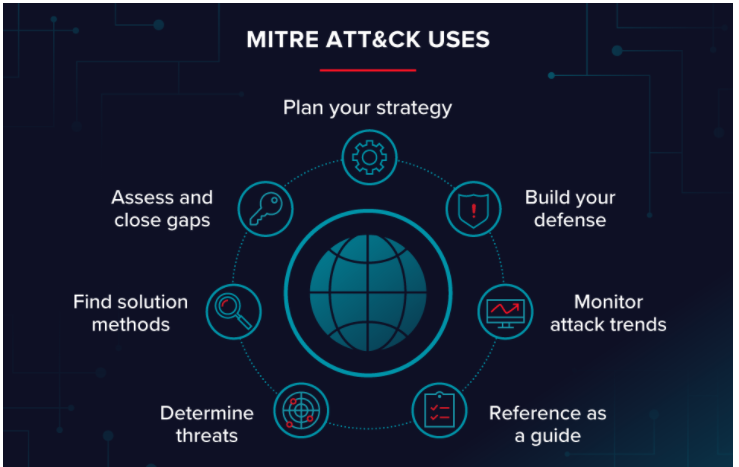 MITRE ATT&CK USES
Plan your strategy
Assess and
close gaps
Build your
defense
Find solution
methods
Monitor
attack trends
Determine
threats
Reference as
a guide